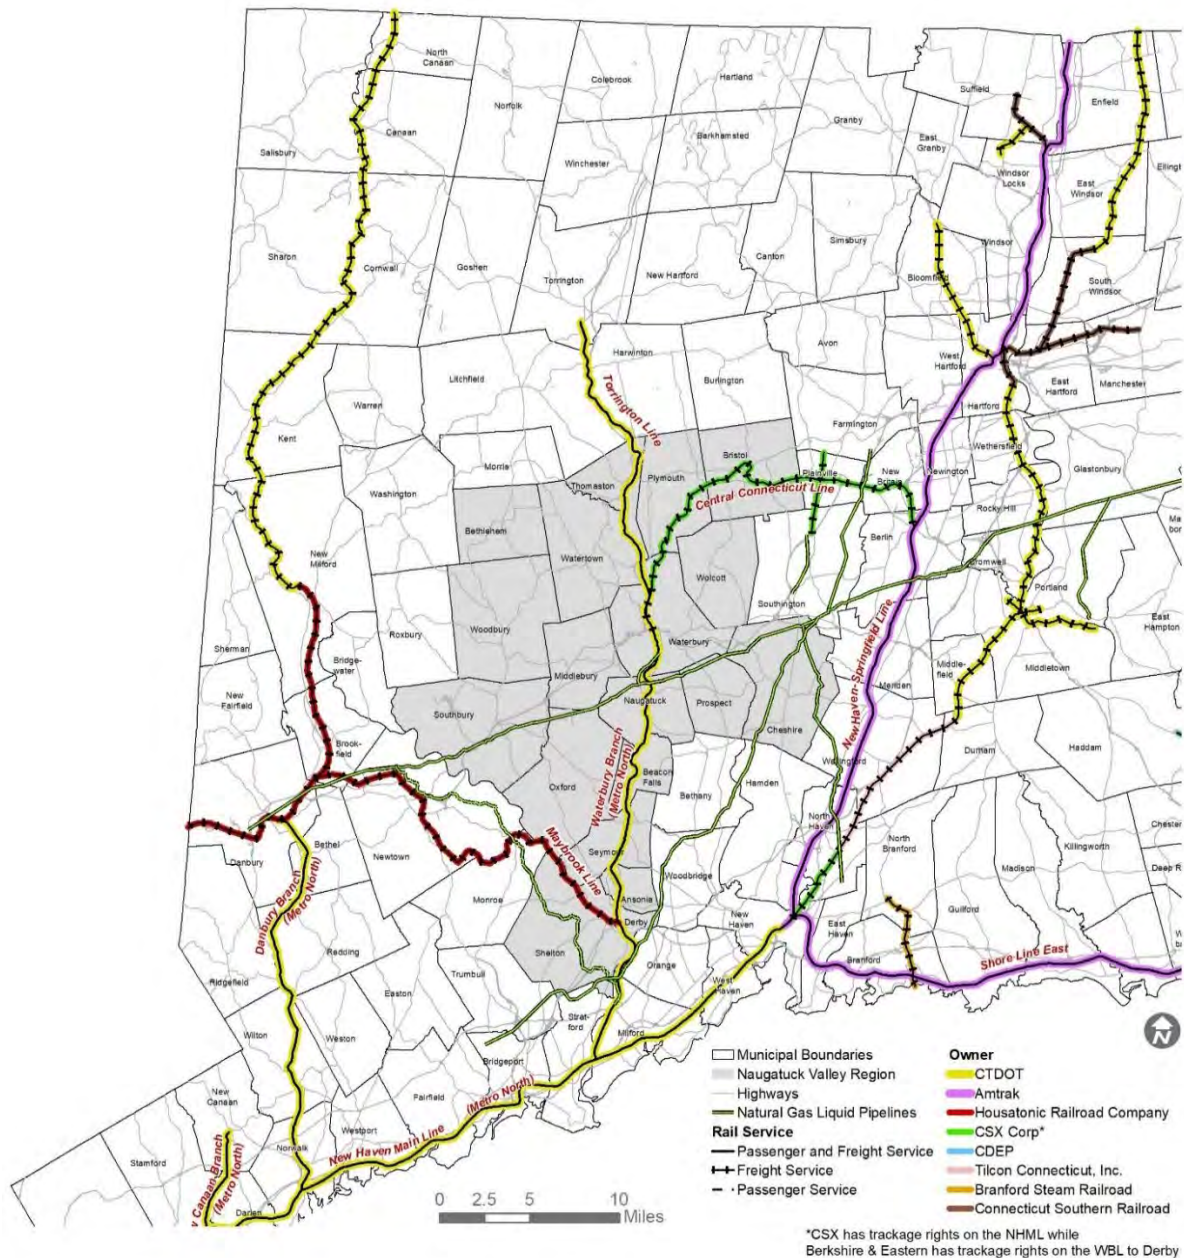 North
Canaan
Colebrook
Hartland
Suffield
Enfield
Norfolk
Canaan
Granby
East
Granby
Barkhamsted
Salisbury
Winchester
Windsor
Locks
East
Windsor
Sharon
Cornwall
Goshen
Torrington
New Hartford
Canton
Simsbury
Windsor
Bloomfield
South
Windsor
Harwinton
Avon
West
Hartford
East
Hartford
Manchester
Litchfield
Burlington
Torrington Line
Warren
Hartford
Farmington
Wethersfield
Kent
Morris
Bristol
Plymouth
Plainville
New
Britain
Newington
Glastonbury
Thomaston
Washington
Central Connecticut Line
Rocky Hill
Bethlehem
Watertown
Berlin
New
Milford
Cromwell
Wolcott
Portland
Southington
Woodbury
Roxbury
Waterbury
East
Hampton
Sherman
Bridge-
water
Middlebury
Middle-
field
Middletown
New
Fairfield
Southbury
Naugatuck
Prospect
Meriden
New Haven-Springfield Line
Cheshire
Brook-
field
Durham
Haddam
Wallingford
Oxford
Beacon
Falls
Waterbury Branch
(Metro North)
Bethany
Hamden
North
Haven
Danbury
Bethel
Newtown
Maybrook Line
Seymour
North
Branford
Killingworth
Madison
Woodbridge
Danbury Branch
(Metro North)
Monroe
Ansonia
Derby
New
Haven
East
Haven
Guilford
Redding
Shelton
Orange
Branford
Shore Line East
Ridgefield
Easton
Trumbull
West
Haven
Wilton
Weston
Strat-
ford
Milford
Bridgeport
New
Canaan
Fairfield
(Metro North)
Westport
Stamford
Norwalk
New Haven Main Line
Canaan Branch
(Metro North)
Darien
Municipal Boundaries
Naugatuck Valley Region
Highways
Natural Gas Liquid Pipelines
Rail Service
Passenger and Freight Service
Freight Service
Passenger Service
Owner
CTDOT
Amtrak
Housatonic Railroad Company
CSX Corp*
CDEP
Tilcon Connecticut, Inc.
Branford Steam Railroad
Connecticut Southern Railroad
N
0 2.5 5 10
Miles
*CSX has trackage rights on the NHML while
Berkshire & Eastern has trackage rights on the WBL to Derby